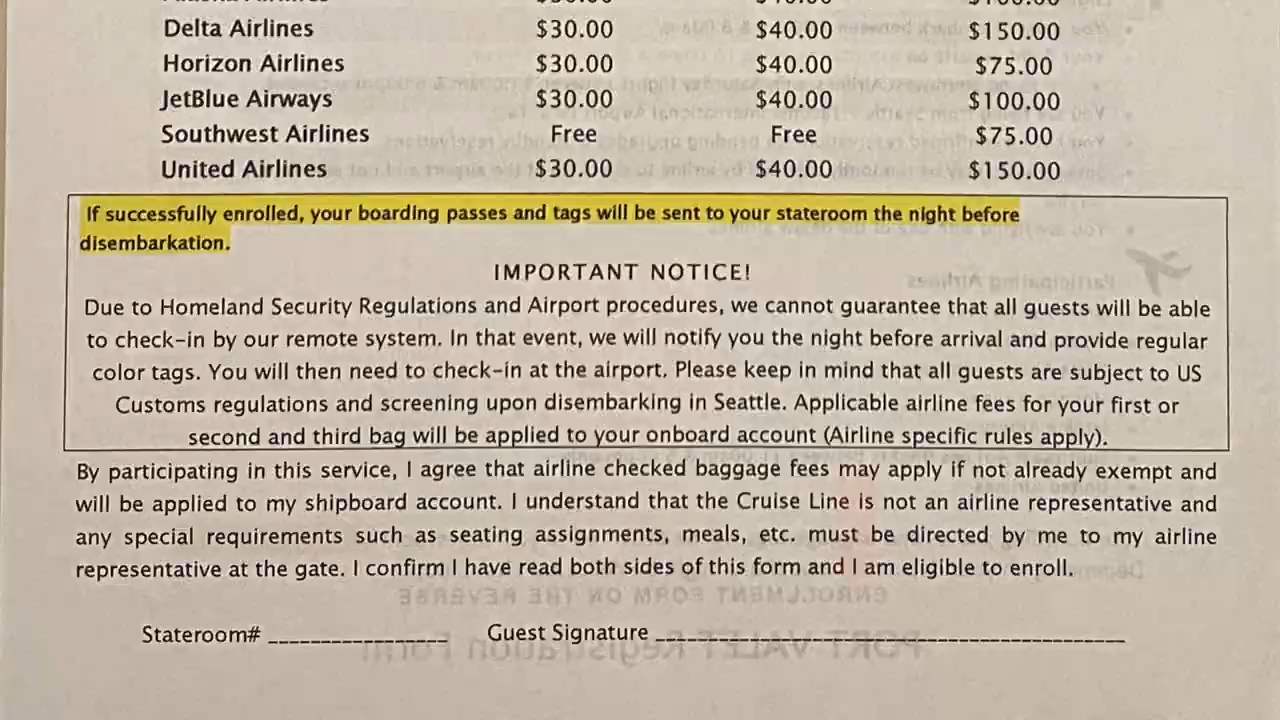 Delta Airlines $30.00 $40.00 $150.00
Horizon Airlines $30.00 $40.00 $75.00
JetBlue Airways $30.00 $40.00 $100.00
Southwest Airlines Free Free $75.00
United Airlines $30.00 $40.00 $150.00
If successfully enrolled, your boarding passes and tags will be sent to your stateroom the night before
disembarkation.
IMPORTANT NOTICE!
Due to Homeland Security Regulations and Airport procedures, we cannot guarantee that all guests will be able
to check-in by our remote system. In that event, we will notify you the night before arrival and provide regular
color tags. You will then need to check-in at the airport. Please keep in mind that all guests are subject to US
Customs regulations and screening upon disembarking in Seattle. Applicable airline fees for your first or
second and third bag will be applied to your onboard account (Airline specific rules apply).
By participating in this service, I agree that airline checked baggage fees may apply if not already exempt and
will be applied to my shipboard account. I understand that the Cruise Line is not an airline representative and
any special requirements such as seating assignments, meals, etc. must be directed by me to my airline
representative at the gate. I confirm I have read both sides of this form and I am eligible to enroll.
ENROLLMENT FORM ON THE REVERSE
Stateroom# Guest Signature
PORT VALET Registration Form